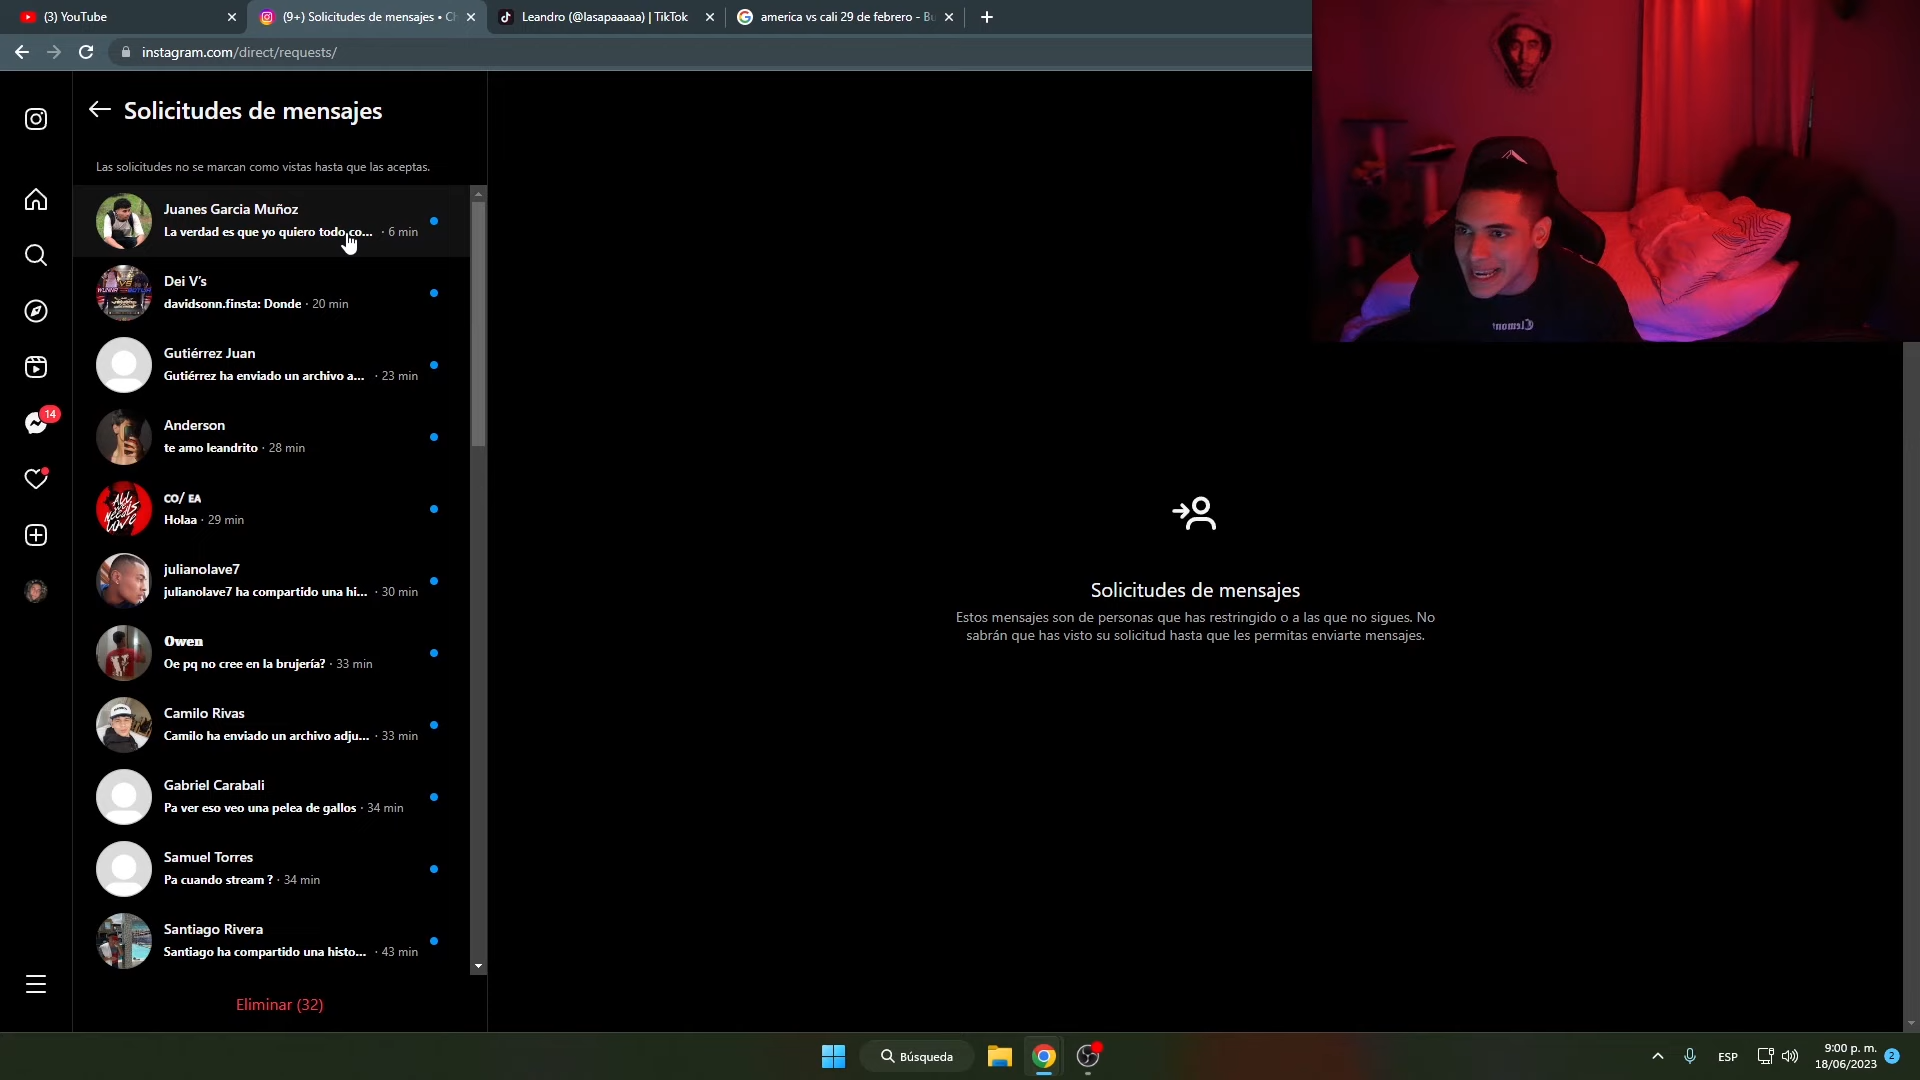 (3) YouTube
(9+) Solicitudes de mensajes • Ch
Leandro (@lasapaaaaa) | TikTok
america vs cali 29 de febrero - Bu
instagram.com/direct/requests/
Solicitudes de mensajes
Las solicitudes no se marcan como vistas hasta que las aceptas.
Juanes Garcia Muñoz
La verdad es que yo quiero todo co... · 6 min
Dei V's
davidsonn.finsta: Donde · 20 min
Gutiérrez Juan
Gutiérrez ha enviado un archivo a... · 23 min
Anderson
te amo leandrito · 28 min
CO/ EA
Holaa · 29 min
julianolave7
julianolave7 ha compartido una hi... · 30 min
Owen
Oe pq no cree en la brujería? · 33 min
Camilo Rivas
Camilo ha enviado un archivo adju... · 33 min
Gabriel Carabali
Pa ver eso veo una pelea de gallos · 34 min
Samuel Torres
Pa cuando stream ? · 34 min
Santiago Rivera
Santiago ha compartido una histo... · 43 min
Eliminar (32)
14
Solicitudes de mensajes
Estos mensajes son de personas que has restringido o a las que no sigues. No
sabrán que has visto su solicitud hasta que les permitas enviarte mensajes.
ALL
NEEDS
LOVE
Clemont
Búsqueda
ESP
9:00 p. m.
18/06/2023
2